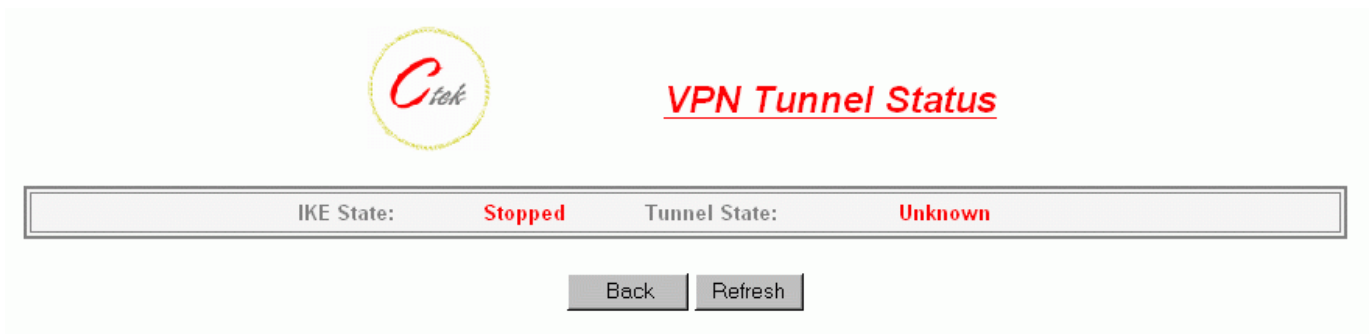 Ctek
VPN Tunnel Status
IKE State: Stopped Tunnel State: Unknown
Back Refresh